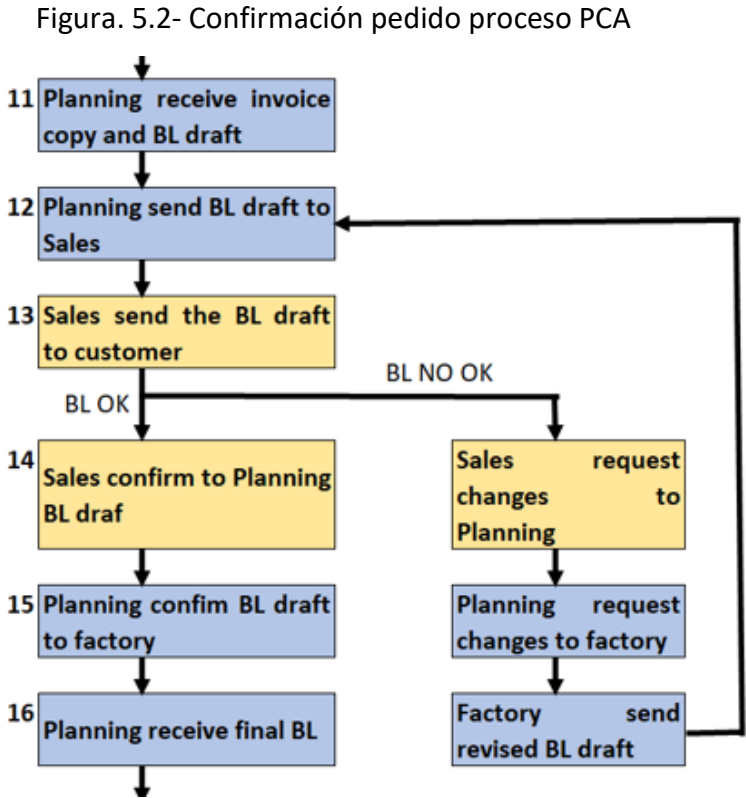 Figura. 5.2- Confirmación pedido proceso PCA
11 Planning receive invoice
copy and BL draft
12 Planning send BL draft to
Sales
13 Sales send the BL draft
to customer
BL OK
BL NO OK
14
Sales confirm to Planning
BL draf
Sales request
changes to
Planning
15 Planning confim BL draft
to factory
Planning request
changes to factory
16
Planning receive final BL
Factory send
revised BL draft